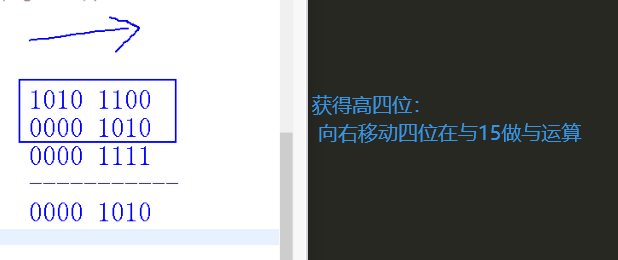 1010 1100
0000 1010
0000 1111
-----------
0000 1010
获得高四位：
向右移动四位在与15做与运算